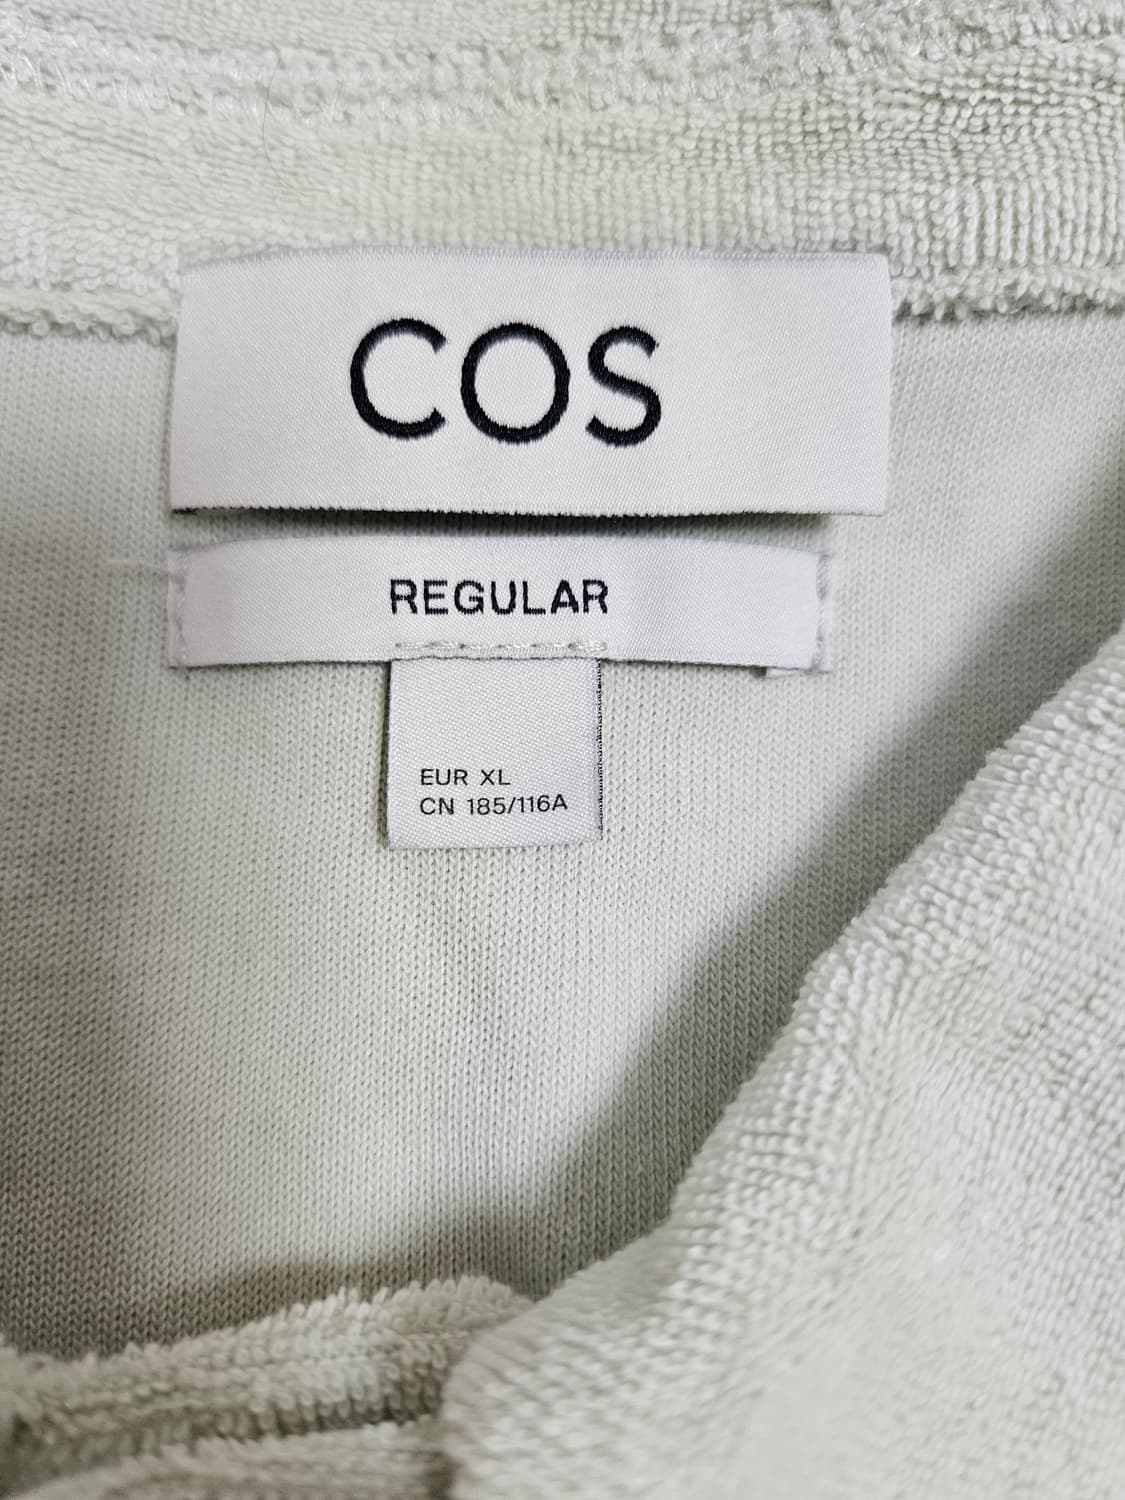 COS
REGULAR
EUR XL
CN 185/116A